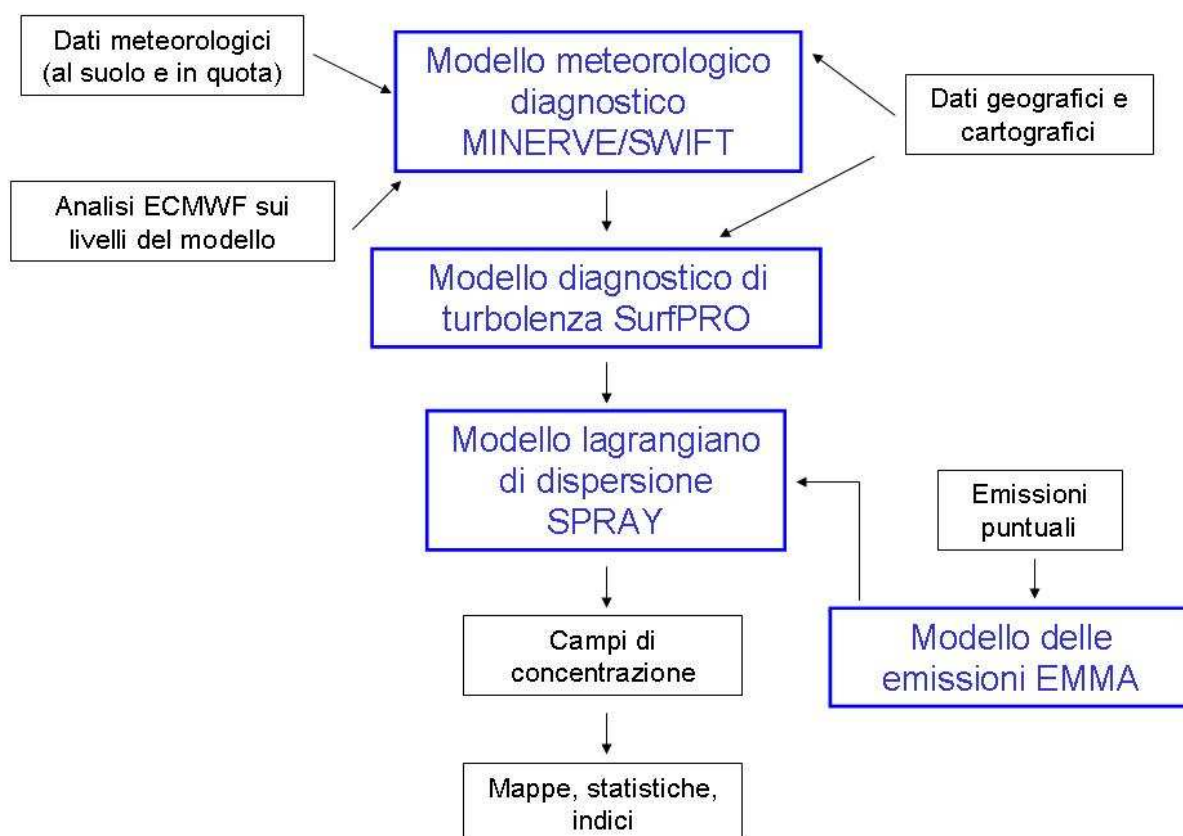 Dati meteorologici
(al suolo e in quota)
Modello meteorologico
diagnostico
MINERVE/SWIFT
Dati geografici e
cartografici
Analisi ECMWF sui
livelli del modello
Modello diagnostico di
turbolenza SurfPRO
Modello lagrangiano
di dispersione
SPRAY
Emissioni
puntuali
Campi di
concentrazione
Modello delle
emissioni EMMA
Mappe, statistiche,
indici